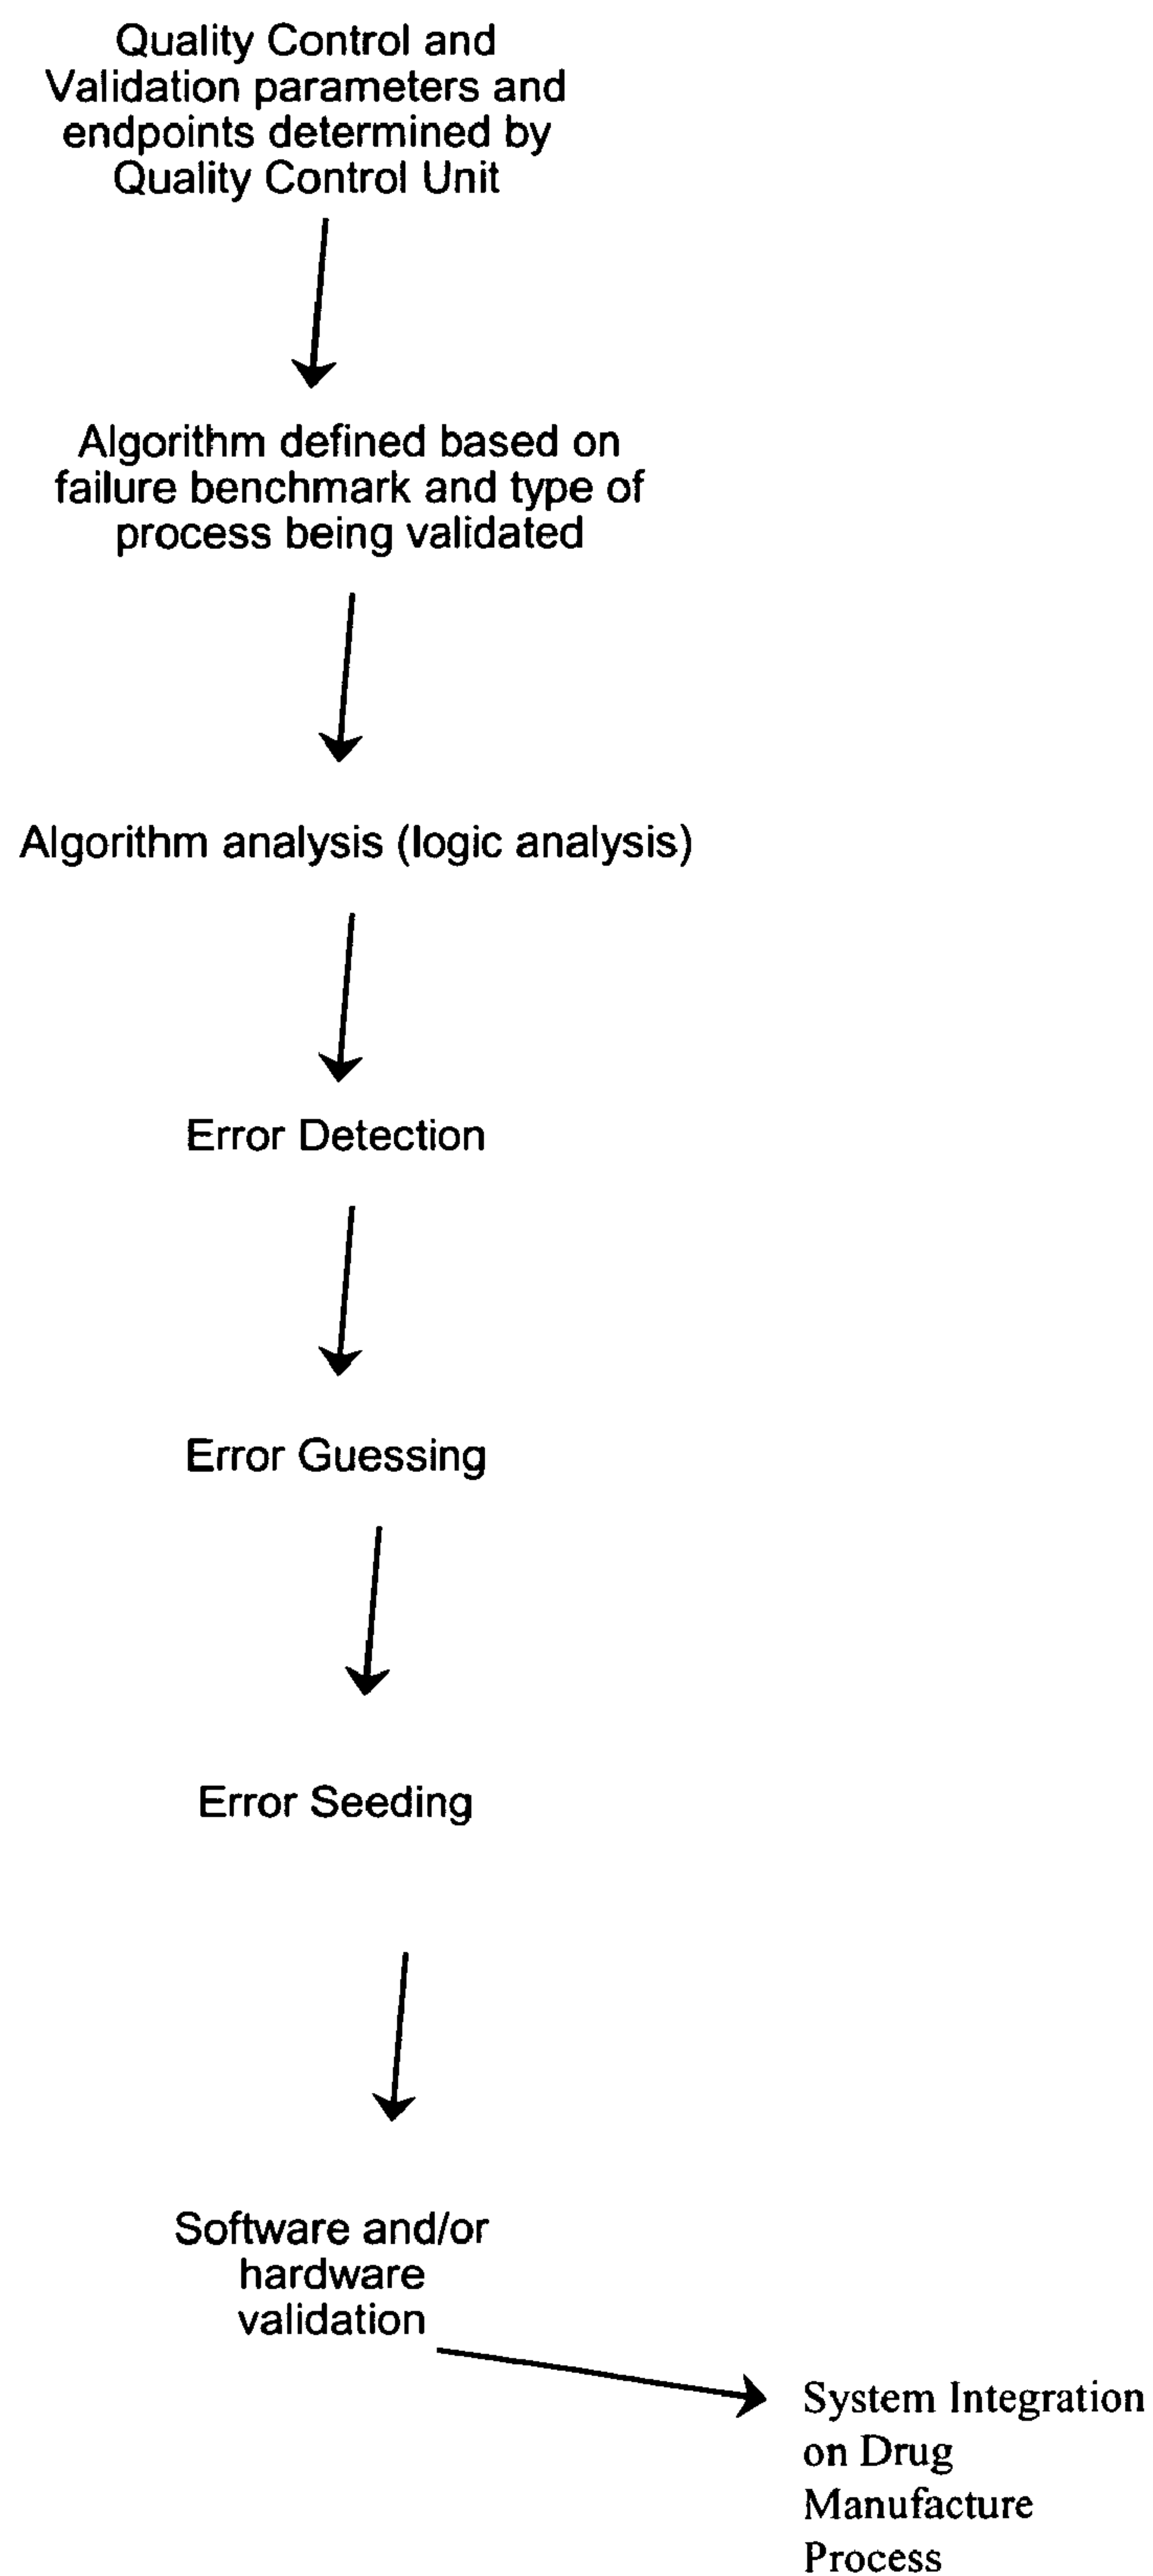 Quality Control and
Validation parameters and
endpoints determined by
Quality Control Unit
Algorithm defined based on
failure benchmark and type of
process being validated
Algorithm analysis (logic analysis)
Error Detection
Error Guessing
Error Seeding
Software and/or
hardware
validation
System Integration
on Drug
Manufacture
Process